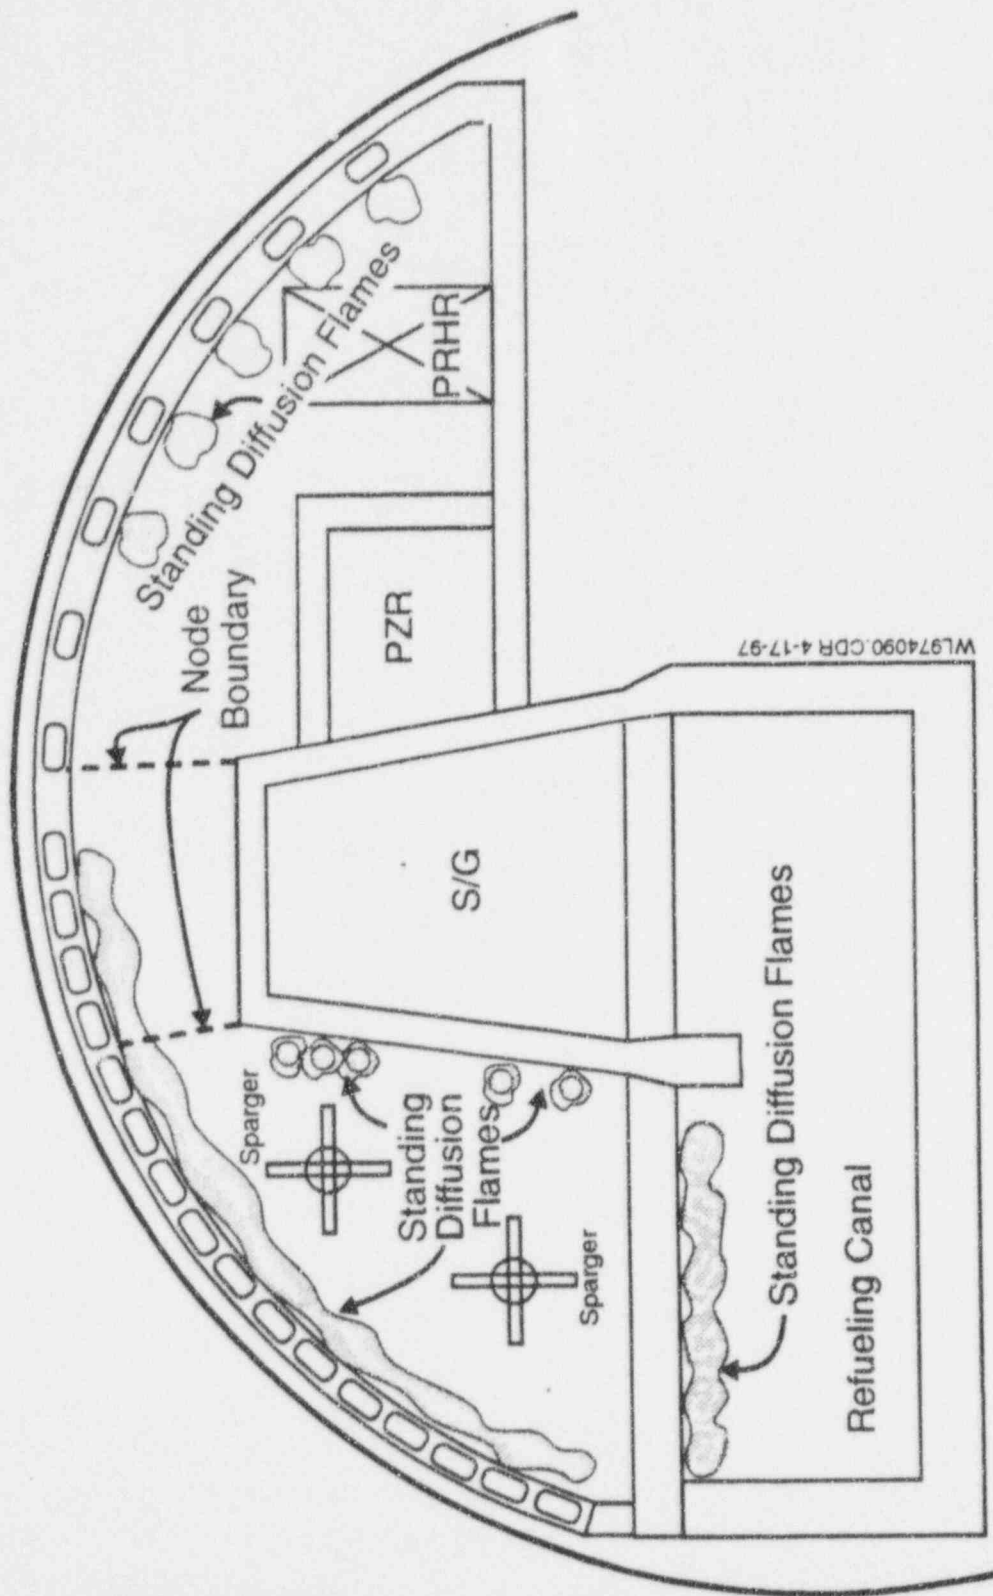 Standing Diffusion Flames
Node
Boundary
PRHR
PZR
S/G
Sparger
Standing
Diffusion
Flames
Sparger
Standing Diffusion Flames
Refueling Canal
WL974090.CDR 4-17-97